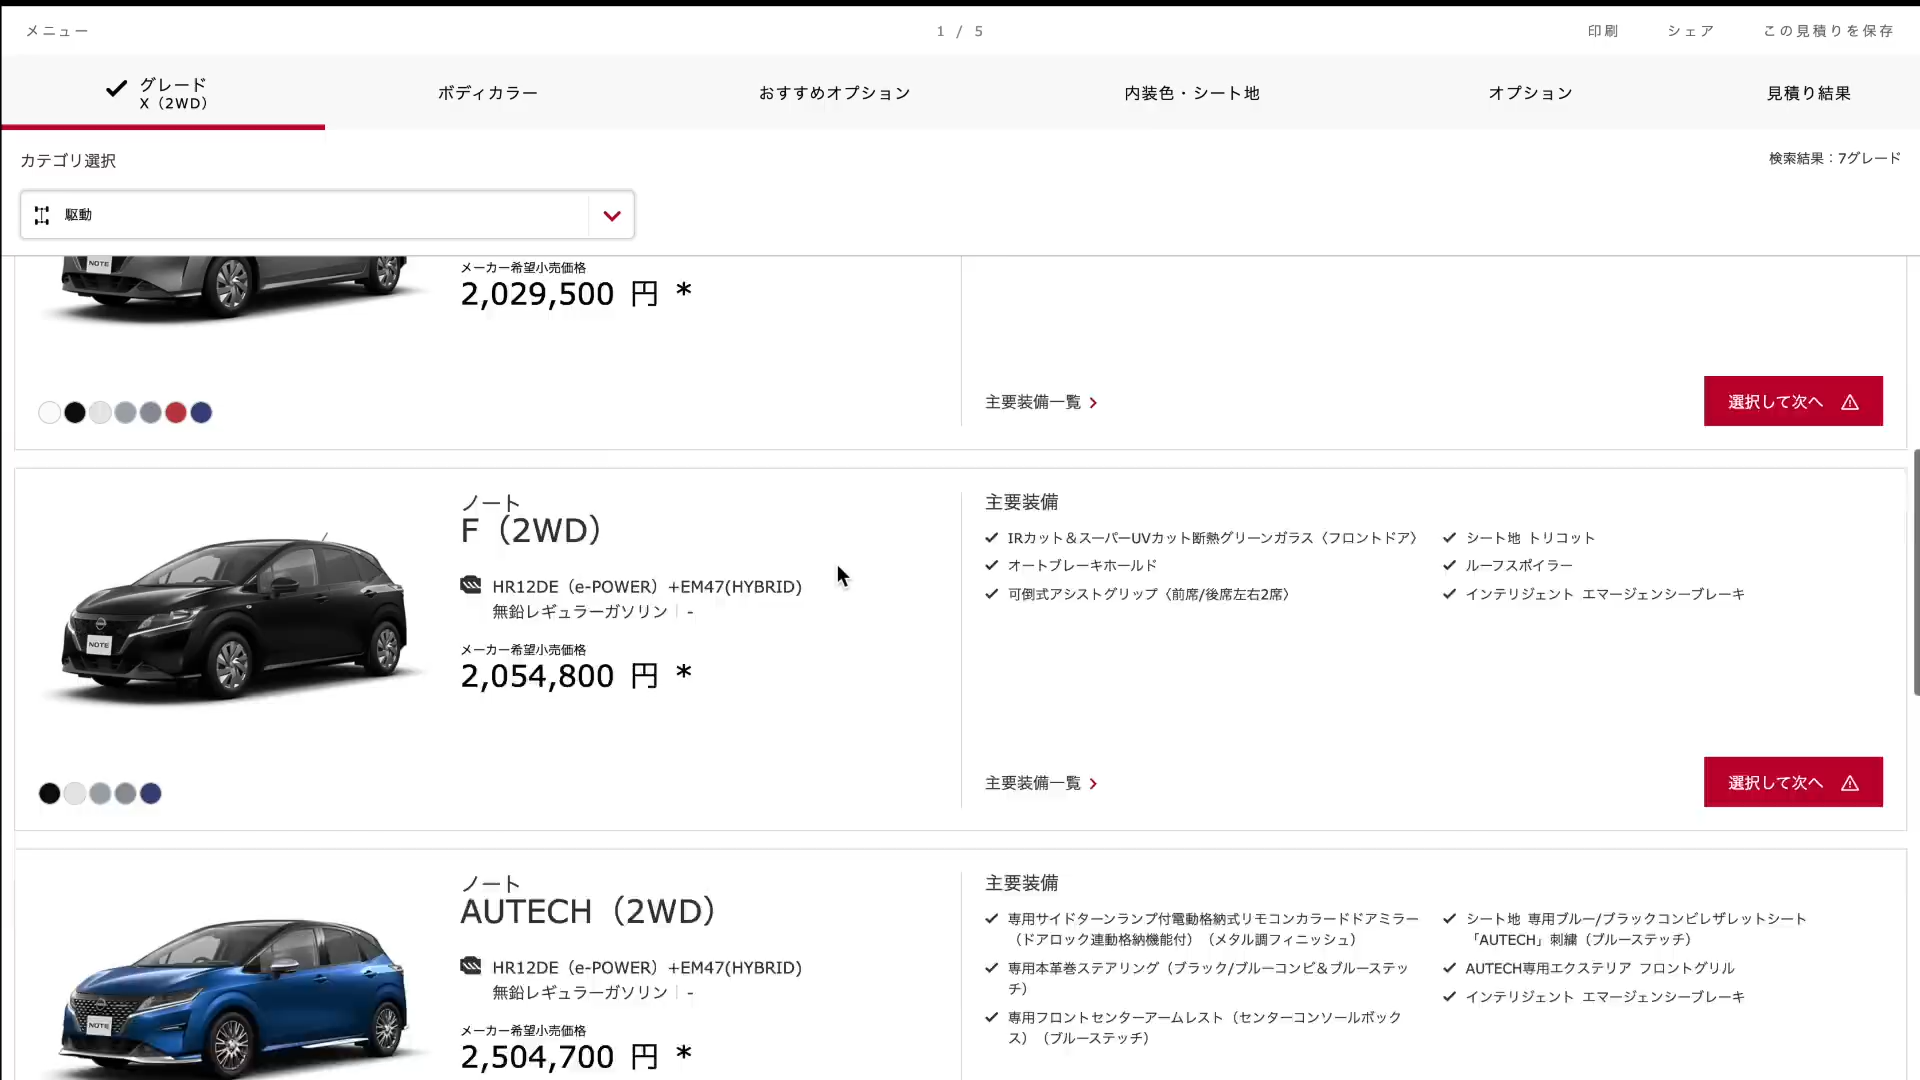 メニュー
1 / 5
印刷
シェア
この見積りを保存
グレード
X（2WD）
ボディカラー
おすすめオプション
内装色・シート地
オプション
見積り結果
カテゴリ選択
検索結果：7グレード
駆動
NOTE
メーカー希望小売価格
2,029,500 円 *
主要装備一覧
選択して次へ
ノート
F（2WD）
NOTE
HR12DE（e-POWER）+EM47(HYBRID)
無鉛レギュラーガソリン | -
メーカー希望小売価格
2,054,800 円 *
主要装備
IRカット＆スーパーUVカット断熱グリーンガラス〈フロントドア〉
オートブレーキホールド
可倒式アシストグリップ〈前席/後席左右2席〉
シート地 トリコット
ルーフスポイラー
インテリジェント エマージェンシーブレーキ
主要装備一覧
選択して次へ
ノート
AUTECH（2WD）
NOTE
HR12DE（e-POWER）+EM47(HYBRID)
無鉛レギュラーガソリン | -
メーカー希望小売価格
2,504,700 円 *
主要装備
専用サイドターンランプ付電動格納式リモコンカラードドアミラー
（ドアロック連動格納機能付）（メタル調フィニッシュ）
専用本革巻ステアリング（ブラック/ブルーコンビ＆ブルーステッ
チ）
専用フロントセンターアームレスト（センターコンソールボック
ス）（ブルーステッチ）
シート地 専用ブルー/ブラックコンビレザレットシート
「AUTECH」刺繍（ブルーステッチ）
AUTECH専用エクステリア フロントグリル
インテリジェント エマージェンシーブレーキ